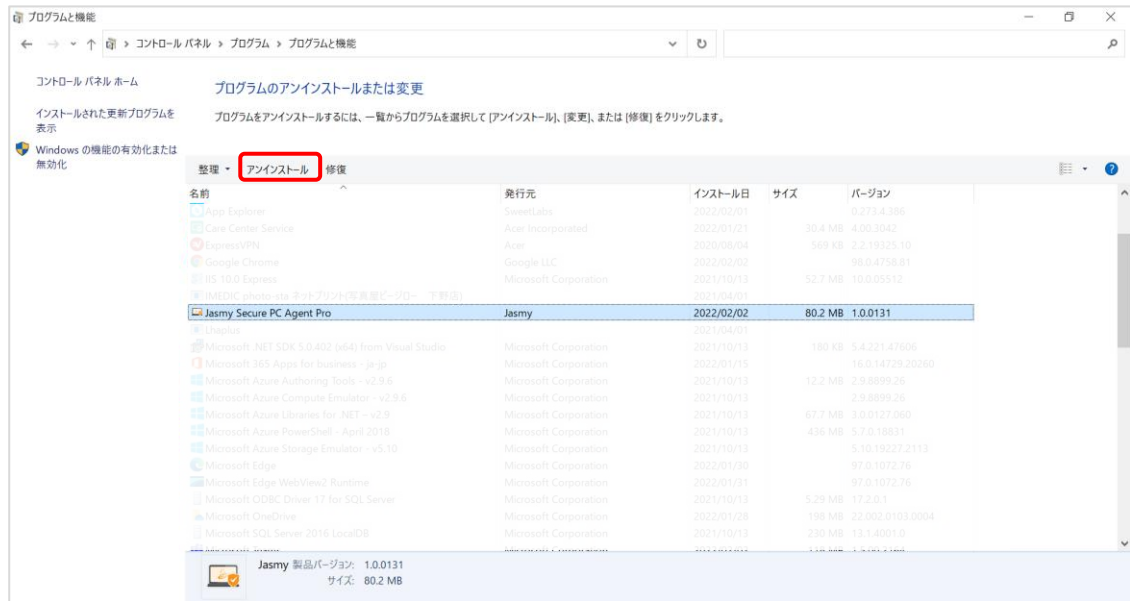 プログラムと機能
コントロール パネル › プログラム › プログラムと機能
コントロール パネル ホーム
インストールされた更新プログラムを
表示
Windows の機能の有効化または
無効化
プログラムのアンインストールまたは変更
プログラムをアンインストールするには、一覧からプログラムを選択して [アンインストール]、[変更]、または [修復] をクリックします。
整理 アンインストール 修復
名前 発行元 インストール日 サイズ バージョン
App Explorer SweetLabs 2022/02/01 0.273.4.386
Care Center Service Acer Incorporated 2022/01/21 30.4 MB 4.00.3042
ExpressVPN Acer 2020/08/04 569 KB 2.2.19325.10
Google Chrome Google LLC 2022/02/02 98.0.4758.81
IIS 10.0 Express Microsoft Corporation 2021/10/13 52.7 MB 10.0.05512
IMEDIC photo-sta ネットプリント(写真屋ピージロー 下野店) 2021/04/01
Jasmy Secure PC Agent Pro Jasmy 2022/02/02 80.2 MB 1.0.0131
Lhaplus 2021/04/01
Microsoft .NET SDK 5.0.402 (x64) from Visual Studio Microsoft Corporation 2021/10/13 180 KB 5.4.221.47606
Microsoft 365 Apps for business - ja-jp Microsoft Corporation 2022/01/15 16.0.14729.20260
Microsoft Azure Authoring Tools - v2.9.6 Microsoft Corporation 2021/10/13 12.2 MB 2.9.8899.26
Microsoft Azure Compute Emulator - v2.9.6 Microsoft Corporation 2021/10/13 2.9.8899.26
Microsoft Azure Libraries for .NET – v2.9 Microsoft Corporation 2021/10/13 67.7 MB 3.0.0127.060
Microsoft Azure PowerShell - April 2018 Microsoft Corporation 2021/10/13 436 MB 5.7.0.18831
Microsoft Azure Storage Emulator - v5.10 Microsoft Corporation 2021/10/13 5.10.19227.2113
Microsoft Edge Microsoft Corporation 2022/01/30 97.0.1072.76
Microsoft Edge WebView2 Runtime Microsoft Corporation 2022/01/31 97.0.1072.76
Microsoft ODBC Driver 17 for SQL Server Microsoft Corporation 2021/10/13 5.29 MB 17.2.0.1
Microsoft OneDrive Microsoft Corporation 2022/01/28 198 MB 22.002.0103.0004
Microsoft SQL Server 2016 LocalDB Microsoft Corporation 2021/10/13 230 MB 13.1.4001.0
Jasmy 製品バージョン: 1.0.0131
サイズ: 80.2 MB